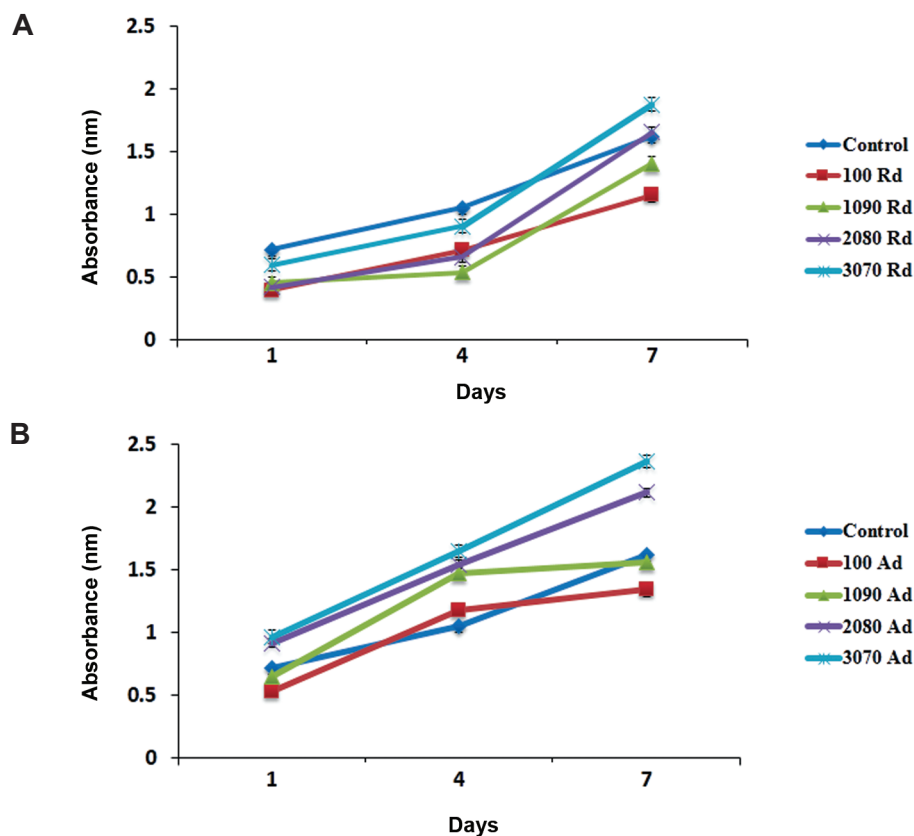 A
2.5
2
1.5
1
0.5
0
Absorbance (nm)
1 4 7
Days
Control
100 Rd
1090 Rd
2080 Rd
3070 Rd
B
2.5
2
1.5
1
0.5
0
Absorbance (nm)
1 4 7
Days
Control
100 Ad
1090 Ad
2080 Ad
3070 Ad